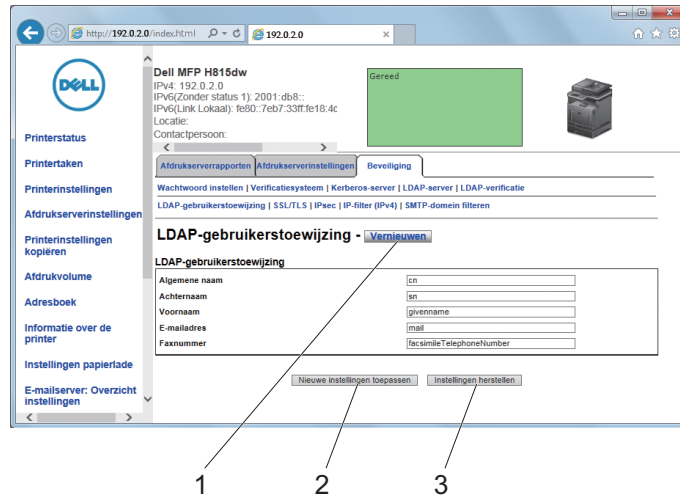 http://192.0.2.0/index.html
192.0.2.0
DELL
Dell MFP H815dw
IPv4: 192.0.2.0
IPv6(Zonder status 1): 2001:db8::
IPv6(Link Lokaal): fe80::7eb7:33ff:fe18:4c
Locatie:
Contactpersoon:
Gereed
Printerstatus
Printertaken
Printerinstellingen
Afdrukserverinstellingen
Printerinstellingen
kopiëren
Afdrukvolume
Adresboek
Informatie over de
printer
Instellingen papierlade
E-mailserver: Overzicht
instellingen
Afdrukserverrapporten Afdrukserverinstellingen Beveiliging
Wachtwoord instellen | Verificatiesysteem | Kerberos-server | LDAP-server | LDAP-verificatie
LDAP-gebruikerstoewijzing | SSL/TLS | IPsec | IP-filter (IPv4) | SMTP-domein filteren
LDAP-gebruikerstoewijzing - Vernieuwen
LDAP-gebruikerstoewijzing
Algemene naam cn
Achternaam sn
Voornaam givenname
E-mailadres mail
Faxnummer facsimileTelephoneNumber
Nieuwe instellingen toepassen Instellingen herstellen
1 2 3